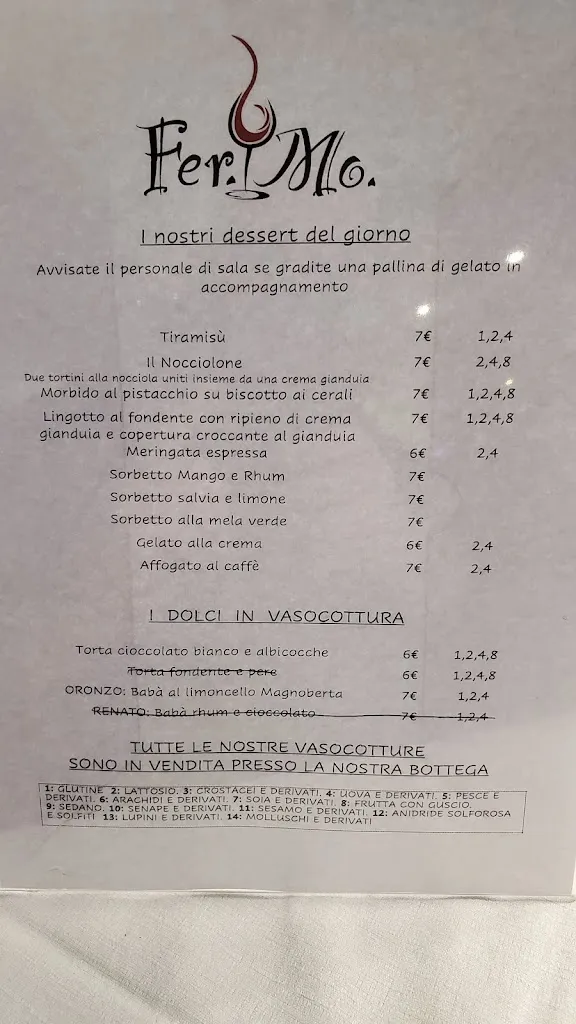 Fer.Mo.
I nostri dessert del giorno
Avvisate il personale di sala se gradite una pallina di gelato in
accompagnamento
Tiramisù 7€ 1,2,4
Il Nocciolone 7€ 2,4,8
Due tortini alla nocciola uniti insieme da una crema gianduia
Morbido al pistacchio su biscotto ai cerali 7€ 1,2,4,8
Lingotto al fondente con ripieno di crema 7€ 1,2,4,8
gianduia e copertura croccante al gianduia
Meringata espressa 6€ 2,4
Sorbetto Mango e Rhum 7€
Sorbetto salvia e limone 7€
Sorbetto alla mela verde 7€
Gelato alla crema 6€ 2,4
Affogato al caffè 7€ 2,4
I DOLCI IN VASOCOTTURA
Torta cioccolato bianco e albicocche 6€ 1,2,4,8
Torta fondente e pere 6€ 1,2,4,8
ORONZO: Babà al limoncello Magnoberta 7€ 1,2,4
RENATO: Babà rhum e cioccolato 7€ 1,2,4
TUTTE LE NOSTRE VASOCOTTURE
SONO IN VENDITA PRESSO LA NOSTRA BOTTEGA
1: GLUTINE 2: LATTOSIO. 3: CROSTACEI E DERIVATI. 4: UOVA E DERIVATI. 5: PESCE E
DERIVATI. 6: ARACHIDI E DERIVATI. 7: SOIA E DERIVATI. 8: FRUTTA CON GUSCIO.
9: SEDANO. 10: SENAPE E DERIVATI. 11: SESAMO E DERIVATI. 12: ANIDRIDE SOLFOROSA
E SOLFITI 13: LUPINI E DERIVATI. 14: MOLLUSCHI E DERIVATI